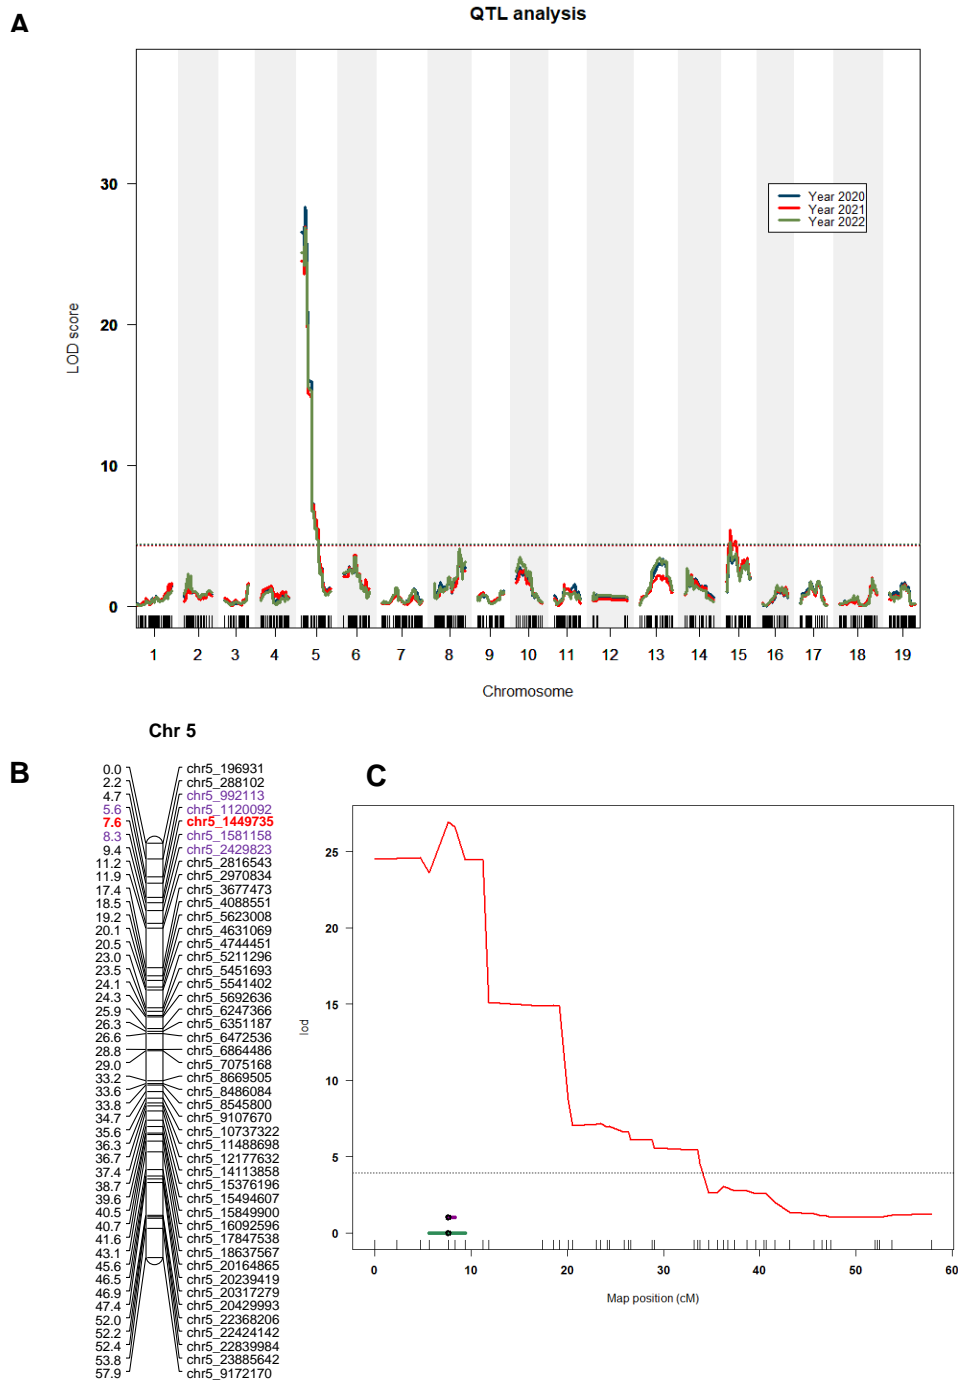 QTL analysis
A
30
20
10
0
LOD score
Year 2020
Year 2021
Year 2022
1 2 3 4 5 6 7 8 9 10 11 12 13 14 15 16 17 18 19
Chromosome
Chr 5
B
0.0 chr5_196931
2.2 chr5_288102
4.7 chr5_992113
5.6 chr5_1120092
7.6 chr5_1449735
8.3 chr5_1581158
9.4 chr5_2429823
11.2 chr5_2816543
11.9 chr5_2970834
17.4 chr5_3677473
18.5 chr5_4088551
19.2 chr5_5623008
20.1 chr5_4631069
20.5 chr5_4744451
23.0 chr5_5211296
23.5 chr5_5451693
24.1 chr5_5541402
24.3 chr5_5692636
25.9 chr5_6247366
26.3 chr5_6351187
26.6 chr5_6472536
28.8 chr5_6864486
29.0 chr5_7075168
33.2 chr5_8669505
33.6 chr5_8486084
33.8 chr5_8545800
34.7 chr5_9107670
35.6 chr5_10737322
36.3 chr5_11488698
36.7 chr5_12177632
37.4 chr5_14113858
38.7 chr5_15376196
39.6 chr5_15494607
40.5 chr5_15849900
40.7 chr5_16092596
41.6 chr5_17847538
43.1 chr5_18637567
45.6 chr5_20164865
46.5 chr5_20239419
46.9 chr5_20317279
47.4 chr5_20429993
52.0 chr5_22368206
52.2 chr5_22424142
52.4 chr5_22839984
53.8 chr5_23885642
57.9 chr5_9172170
C
25
20
15
10
5
0
lod
0 10 20 30 40 50 60
Map position (cM)